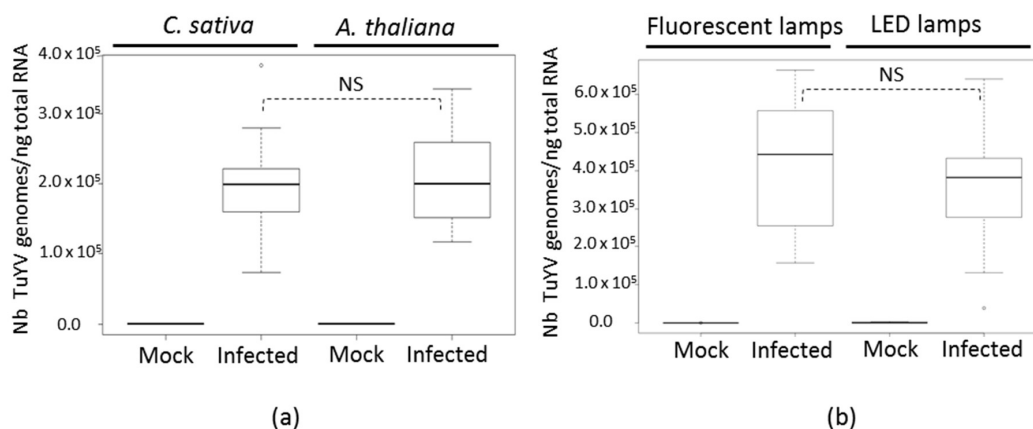 C. sativa
A. thaliana
Nb TuYV genomes/ng total RNA
4.0 x 10⁵
3.0 x 10⁵
2.0 x 10⁵
1.0 x 10⁵
0.0
NS
Mock
Infected
Mock
Infected
(a)
Fluorescent lamps
LED lamps
Nb TuYV genomes/ng total RNA
6.0 x 10⁵
5.0 x 10⁵
4.0 x 10⁵
3.0 x 10⁵
2.0 x 10⁵
1.0 x 10⁵
0.0
NS
Mock
Infected
Mock
Infected
(b)